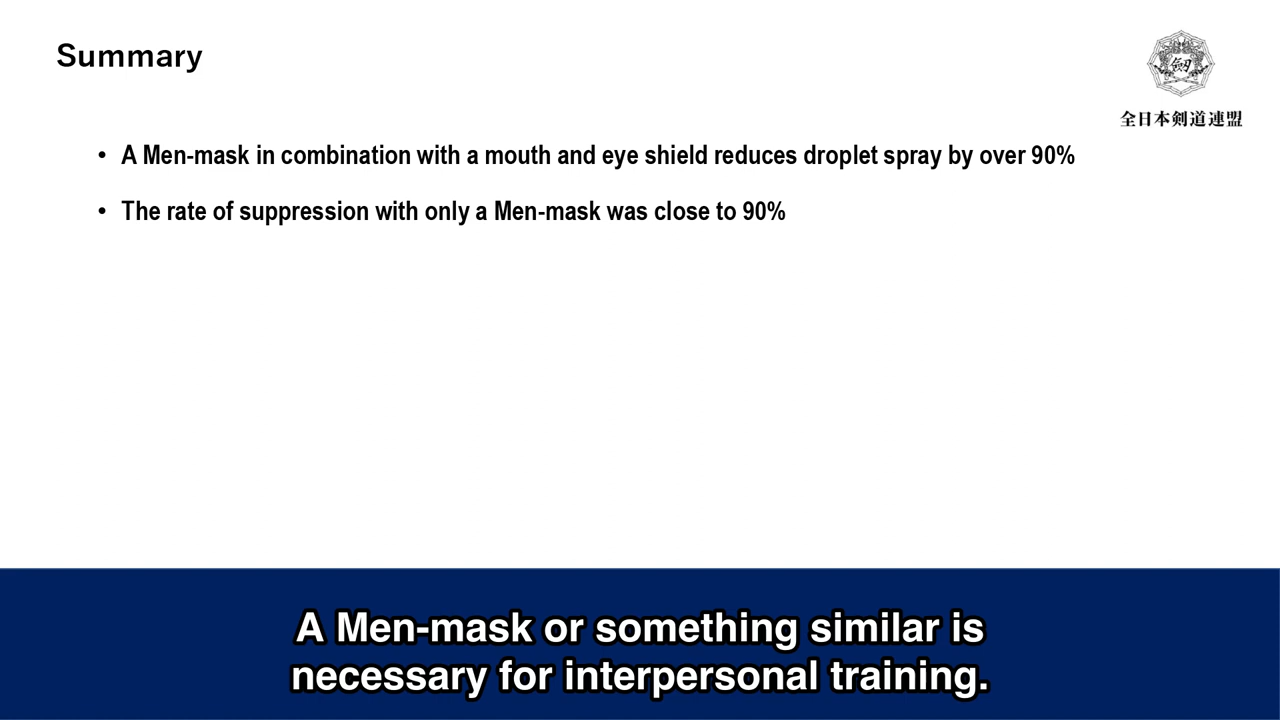 Summary
全日本剣道連盟
• A Men-mask in combination with a mouth and eye shield reduces droplet spray by over 90%
• The rate of suppression with only a Men-mask was close to 90%
A Men-mask or something similar is
necessary for interpersonal training.